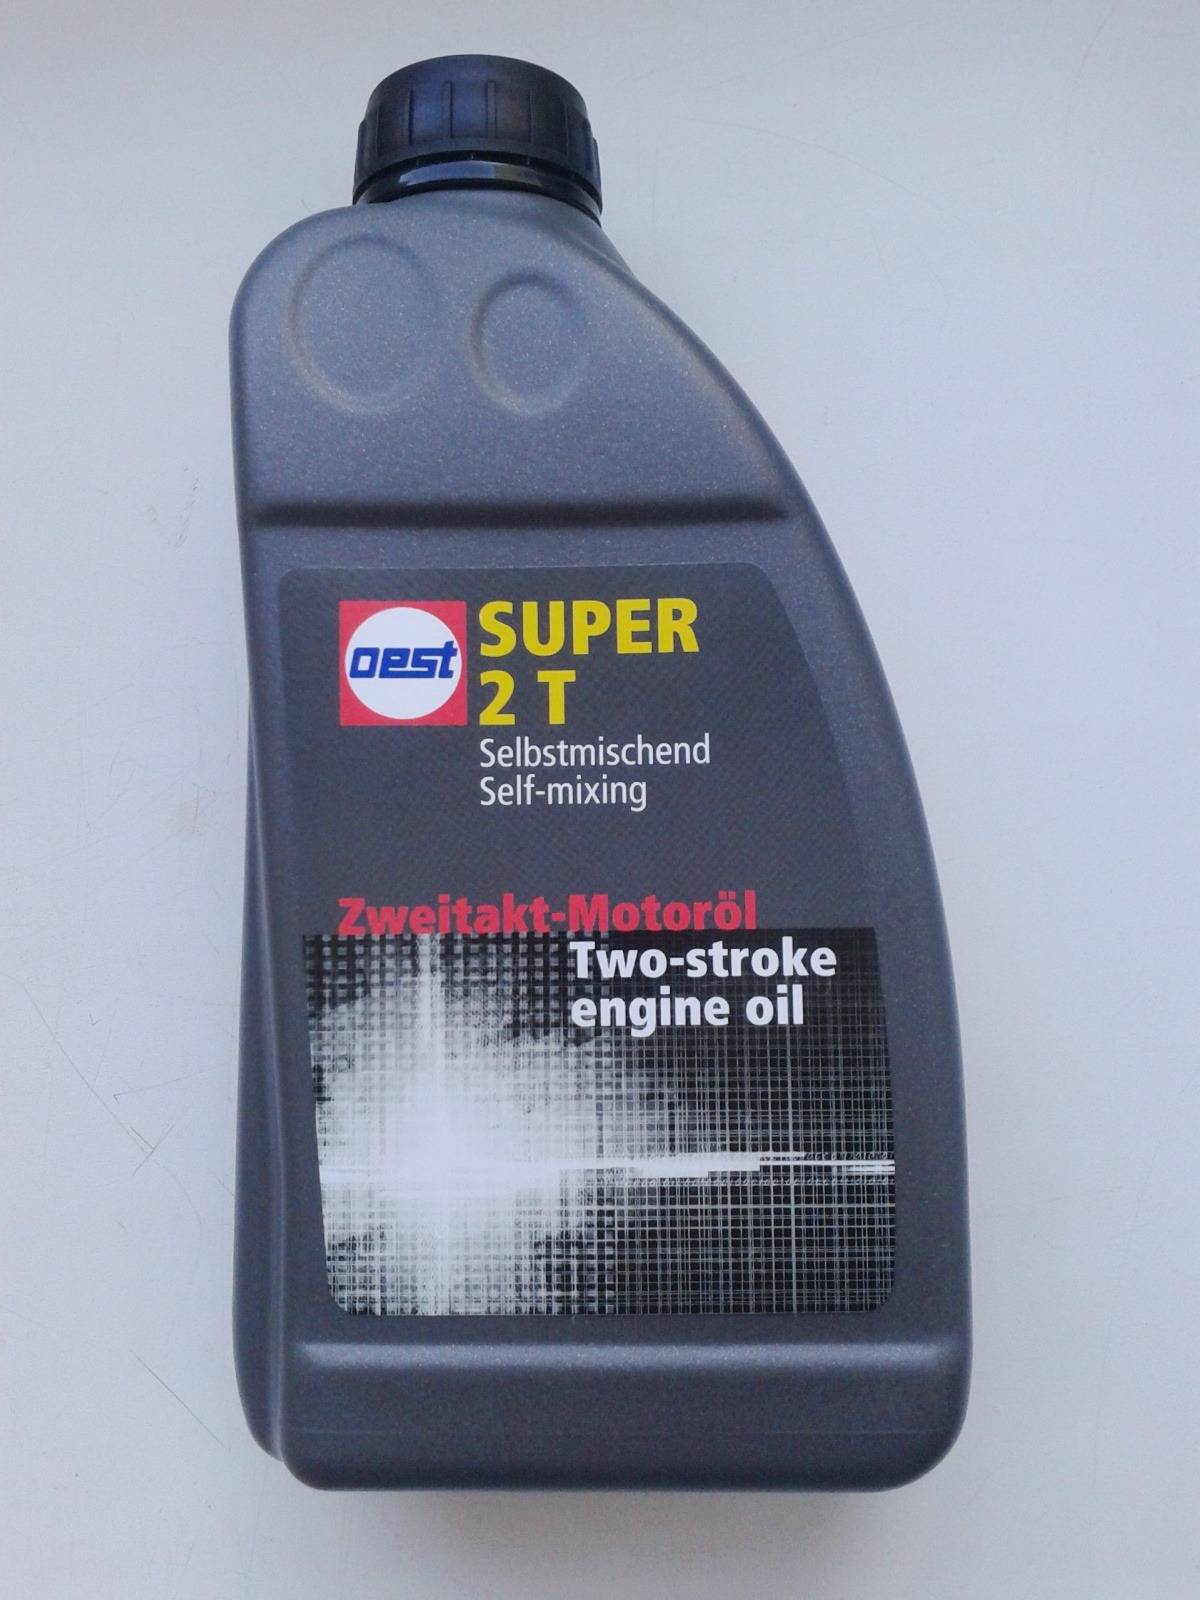 oest
SUPER
2 T
Selbstmischend
Self-mixing
Zweitakt-Motoröl
Two-stroke
engine oil